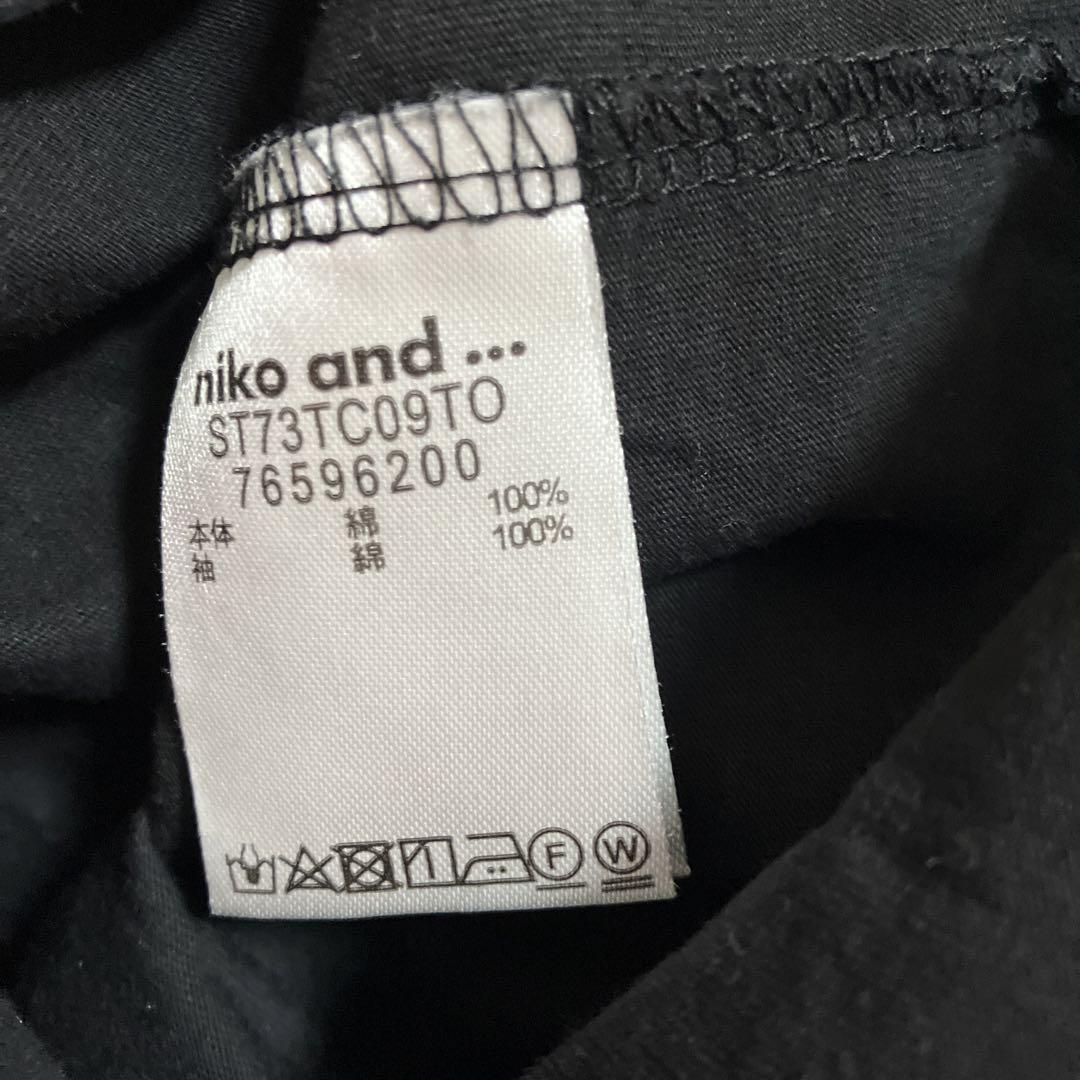 niko and ...
ST73TC09TO
76596200
本体 綿 100%
袖 綿 100%
F W